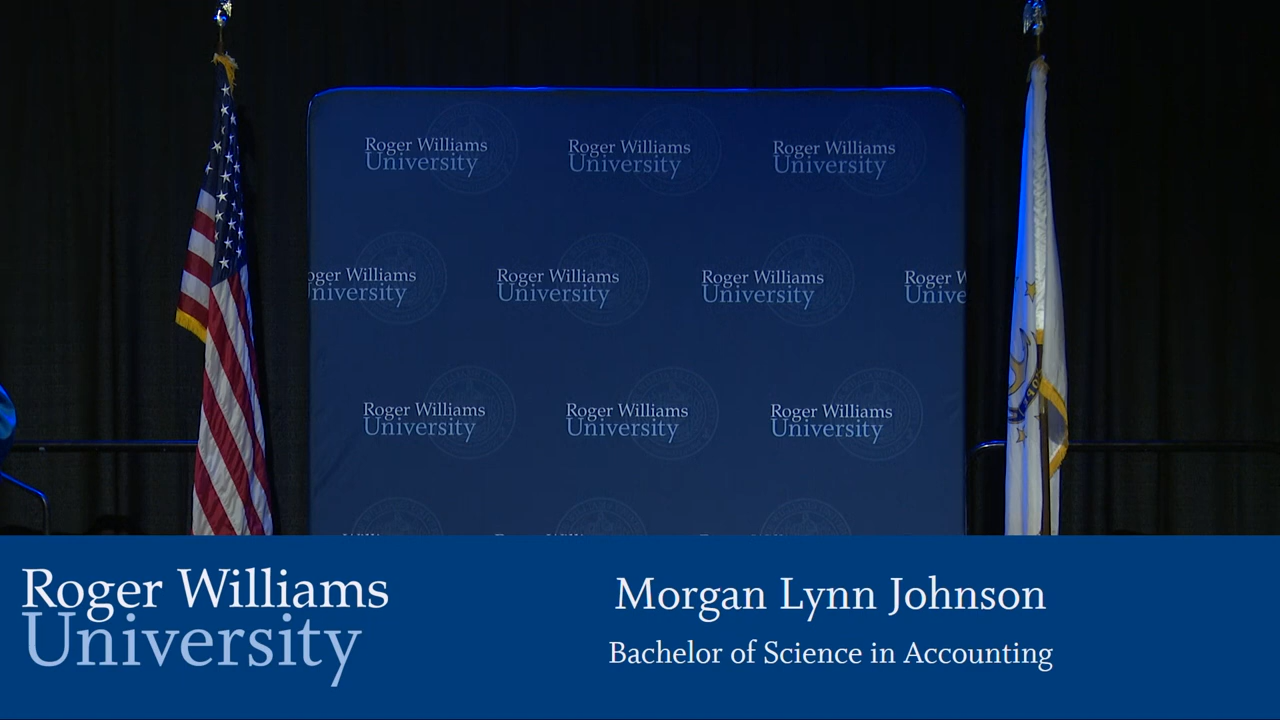 Roger Williams
University
Roger Williams
University
Roger Williams
University
oger Williams
University
Roger Williams
University
Roger Williams
University
Roger W
Unive
Roger Williams
University
Roger Williams
University
Roger Williams
University
Roger Williams
University
Morgan Lynn Johnson
Bachelor of Science in Accounting